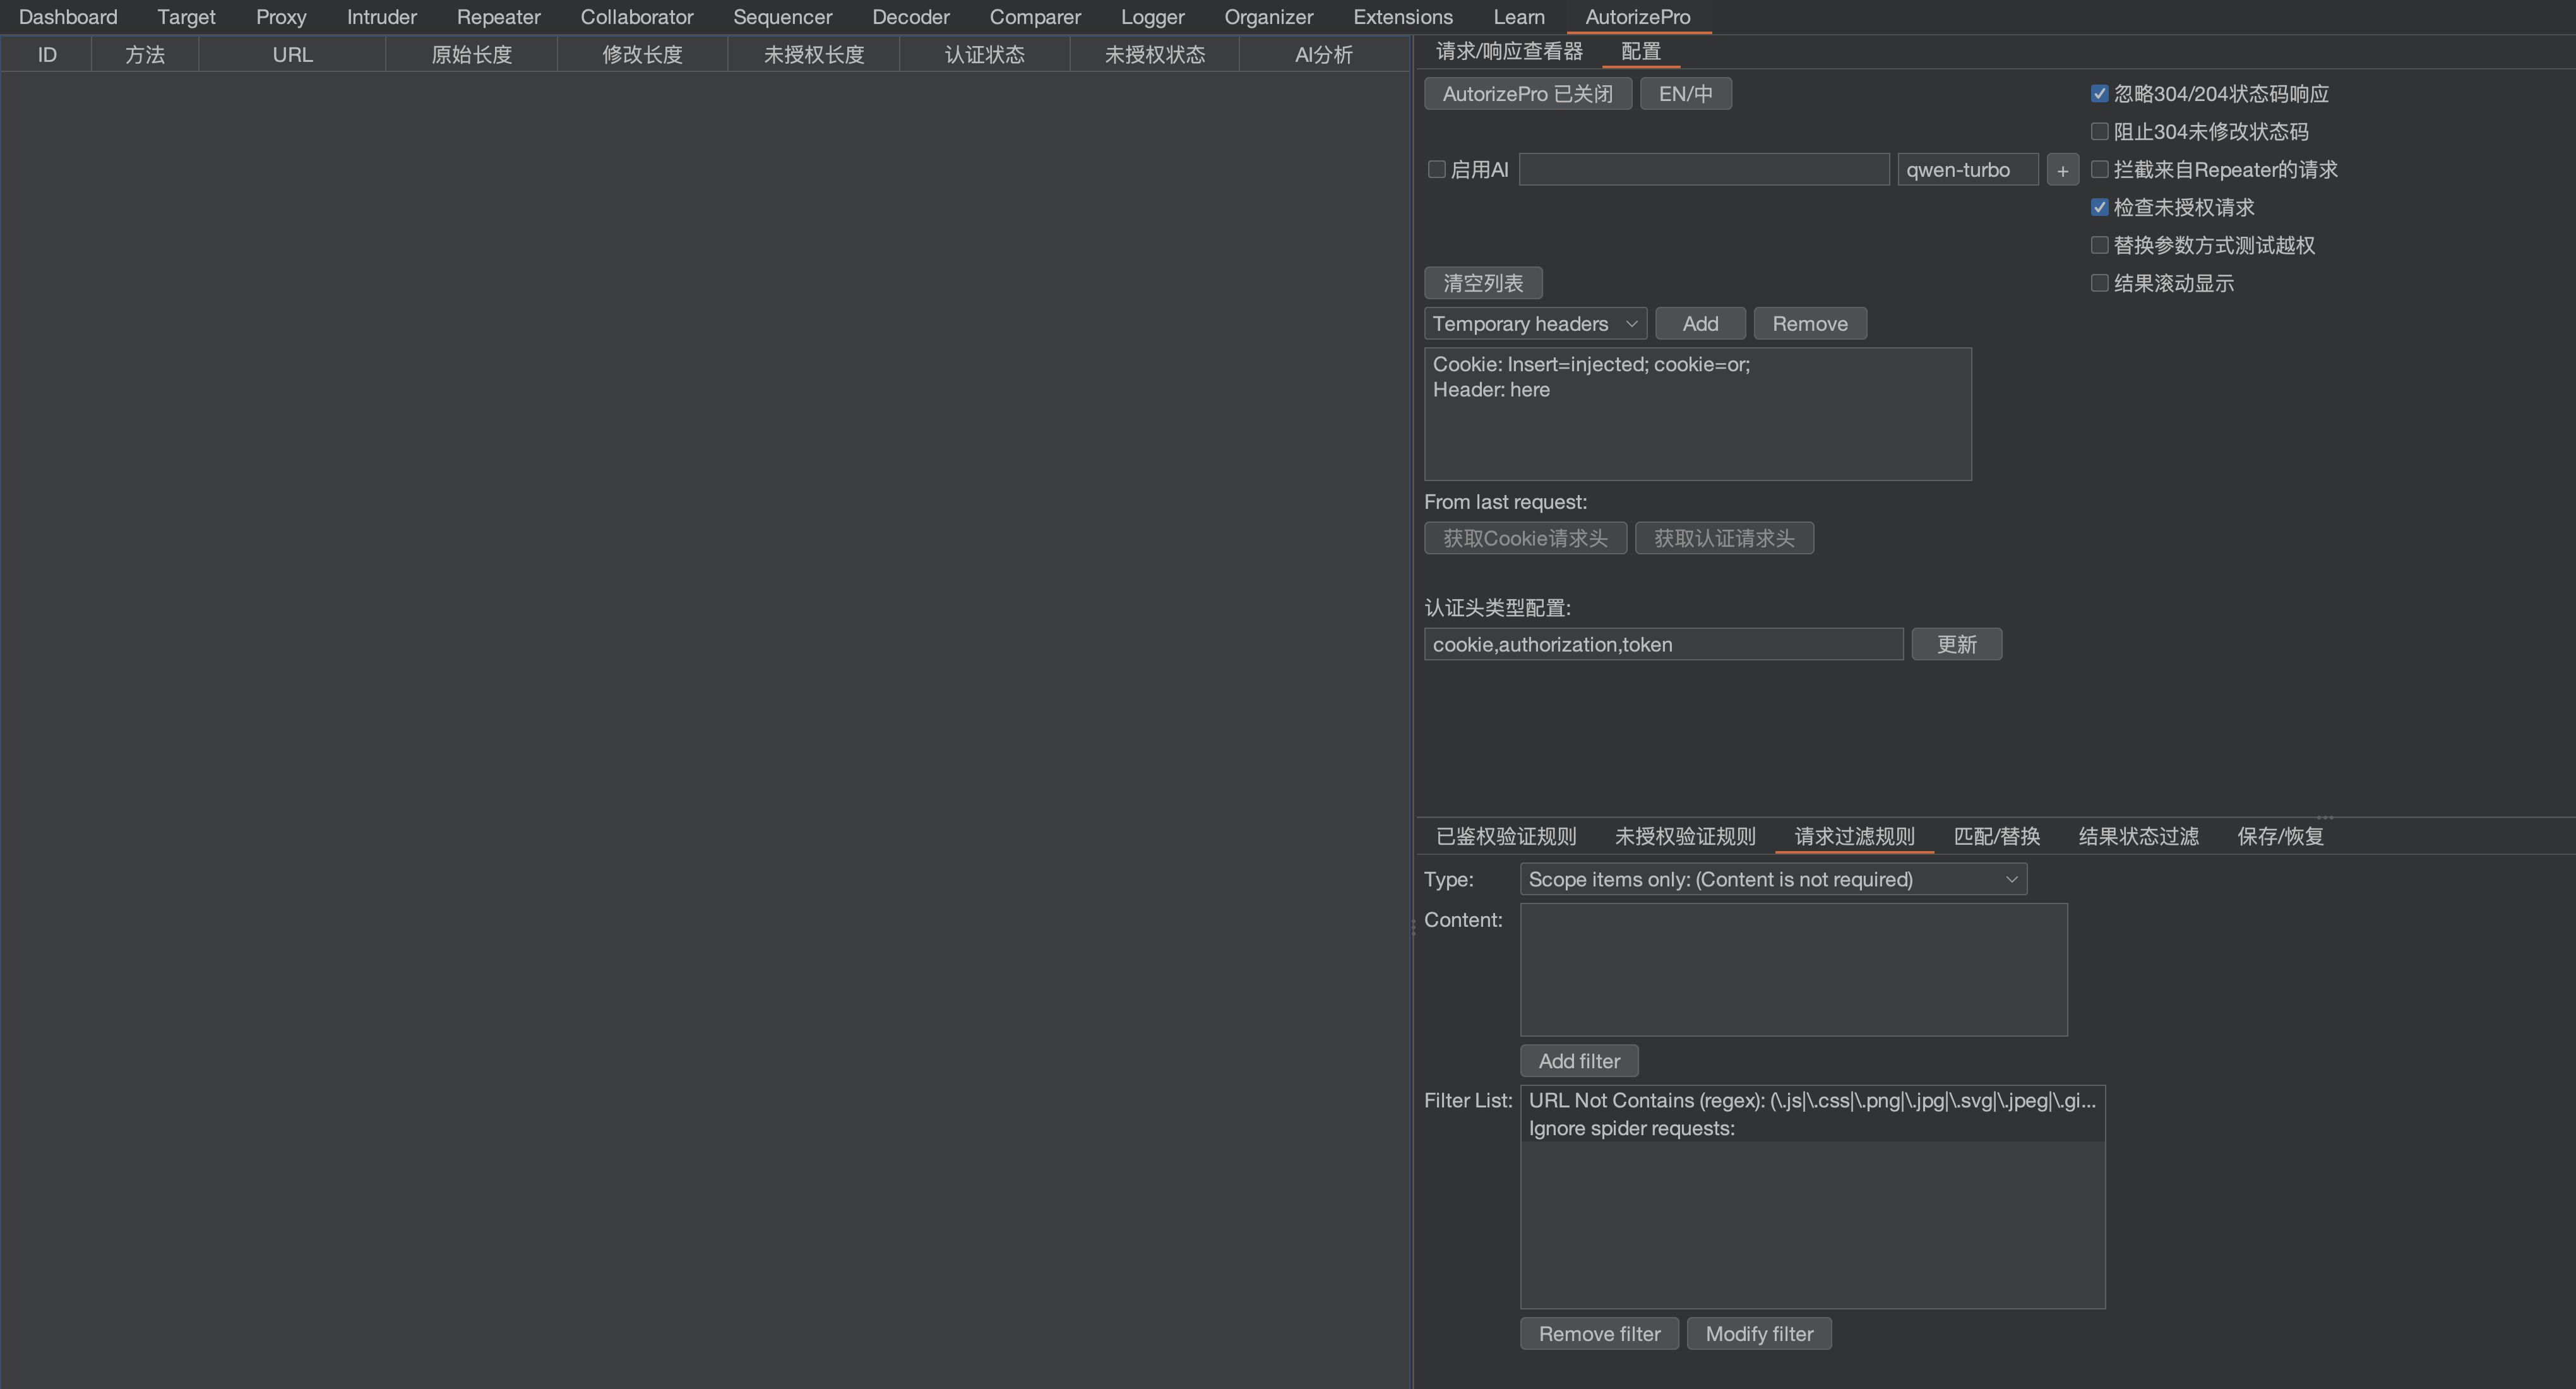 Dashboard Target Proxy Intruder Repeater Collaborator Sequencer Decoder Comparer Logger Organizer Extensions Learn AutorizePro
ID 方法 URL 原始长度 修改长度 未授权长度 认证状态 未授权状态 AI分析
请求/响应查看器 配置
AutorizePro 已关闭 EN/中
忽略304/204状态码响应
阻止304未修改状态码
启用AI qwen-turbo +
拦截来自Repeater的请求
检查未授权请求
替换参数方式测试越权
清空列表
结果滚动显示
Temporary headers Add Remove
Cookie: Insert=injected; cookie=or;
Header: here
From last request:
获取Cookie请求头 获取认证请求头
认证头类型配置:
cookie,authorization,token 更新
已鉴权验证规则 未授权验证规则 请求过滤规则 匹配/替换 结果状态过滤 保存/恢复
Type: Scope items only: (Content is not required)
Content:
Add filter
Filter List: URL Not Contains (regex): (\.js|\.css|\.png|\.jpg|\.svg|\.jpeg|\.gi...
Ignore spider requests:
Remove filter Modify filter